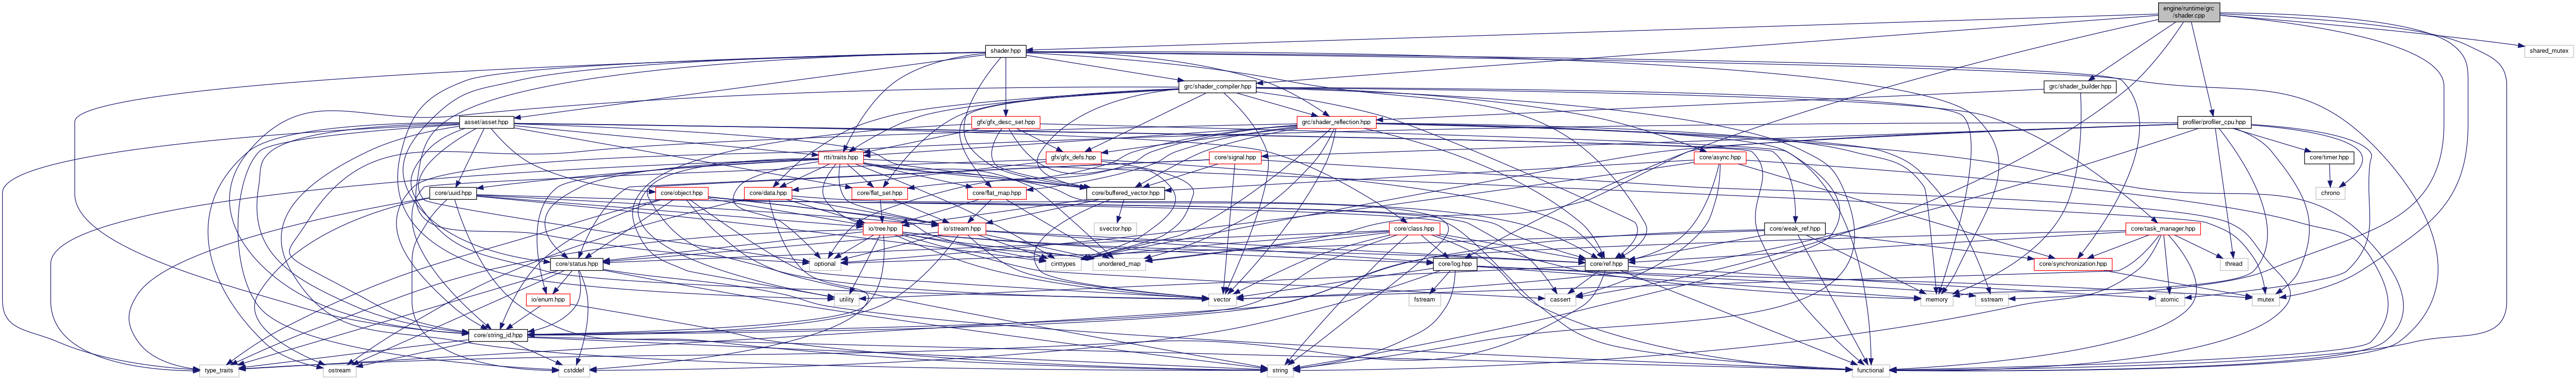 engine/runtime/grc
/shader.cpp
shader.hpp
shared_mutex
grc/shader_compiler.hpp
grc/shader_builder.hpp
asset/asset.hpp
gfx/gfx_desc_set.hpp
grc/shader_reflection.hpp
profiler/profiler_cpu.hpp
rtti/traits.hpp
gfx/gfx_defs.hpp
core/signal.hpp
core/async.hpp
core/timer.hpp
core/uuid.hpp
core/object.hpp
core/data.hpp
core/flat_set.hpp
core/flat_map.hpp
core/buffered_vector.hpp
chrono
io/tree.hpp
io/stream.hpp
svector.hpp
core/class.hpp
core/weak_ref.hpp
core/task_manager.hpp
core/status.hpp
optional
cinttypes
unordered_map
core/log.hpp
core/ref.hpp
core/synchronization.hpp
thread
io/enum.hpp
utility
vector
fstream
cassert
memory
sstream
atomic
mutex
core/string_id.hpp
type_traits
ostream
cstddef
string
functional